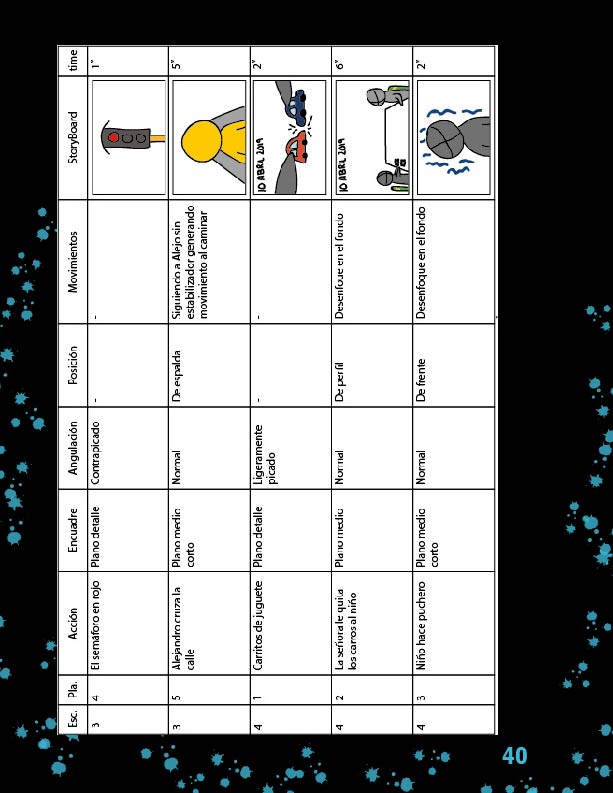 Esc. Pla. Acción Encuadre Angulación Posición Movimientos StoryBoard time
3 4 El semáforo en rojo Plano detalle Contrapicado - - 1”
3 5 Alejandro cruza la
calle
Plano medio
corto
Normal De espalda Siguiendo a Alejo sin
estabilizador generando
movimiento al caminar
5”
4 1 Carritos de juguete Plano detalle Ligeramente
picado
- - 10 ABRL 2019 2”
4 2 La señora le quita
los carros al niño
Plano medio Normal De perfil Desenfoque en el fondo 10 ABRL 2019 6”
4 3 Niño hace puchero Plano medio
corto
Normal De frente Desenfoque en el fondo 2”
40